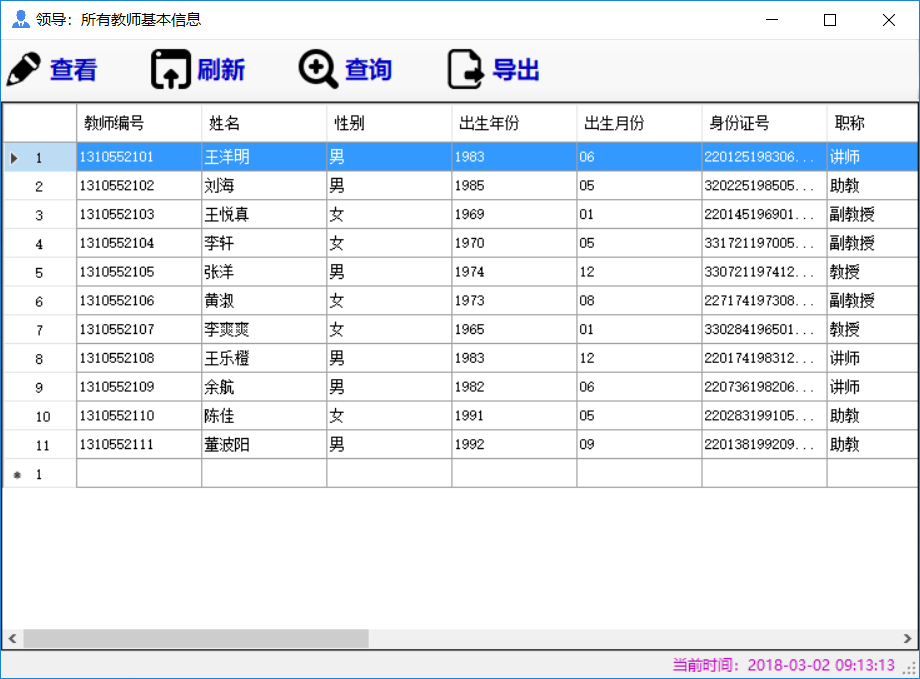 领导：所有教师基本信息
查看 刷新 查询 导出
教师编号 姓名 性别 出生年份 出生月份 身份证号 职称
1 1310552101 王洋明 男 1983 06 220125198306... 讲师
2 1310552102 刘海 男 1985 05 320225198505... 助教
3 1310552103 王悦真 女 1969 01 220145196901... 副教授
4 1310552104 李轩 女 1970 05 331721197005... 副教授
5 1310552105 张洋 男 1974 12 330721197412... 教授
6 1310552106 黄淑 女 1973 08 227174197308... 副教授
7 1310552107 李爽爽 女 1965 01 330284196501... 教授
8 1310552108 王乐橙 男 1983 12 220174198312... 讲师
9 1310552109 余航 男 1982 06 220736198206... 讲师
10 1310552110 陈佳 女 1991 05 220283199105... 助教
11 1310552111 董波阳 男 1992 09 220138199209... 助教
* 1
当前时间：2018-03-02 09:13:13